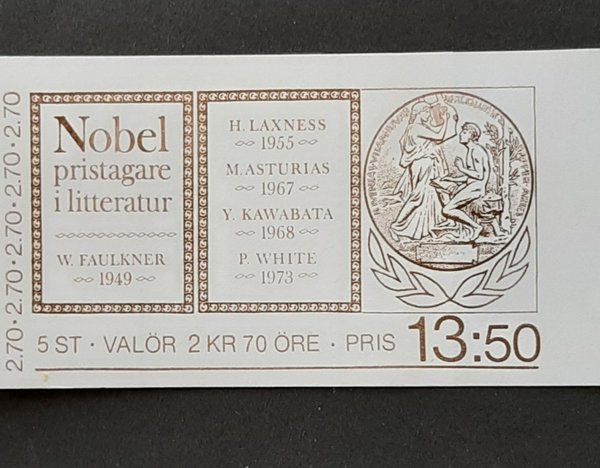 2.70 · 2.70 · 2.70 · 2.70 · 2.70
Nobel
pristagare
i litteratur
W. FAULKNER
1949
H. LAXNESS
1955
M. ASTURIAS
1967
Y. KAWABATA
1968
P. WHITE
1973
5 ST · VALÖR 2 KR 70 ÖRE · PRIS 13:50